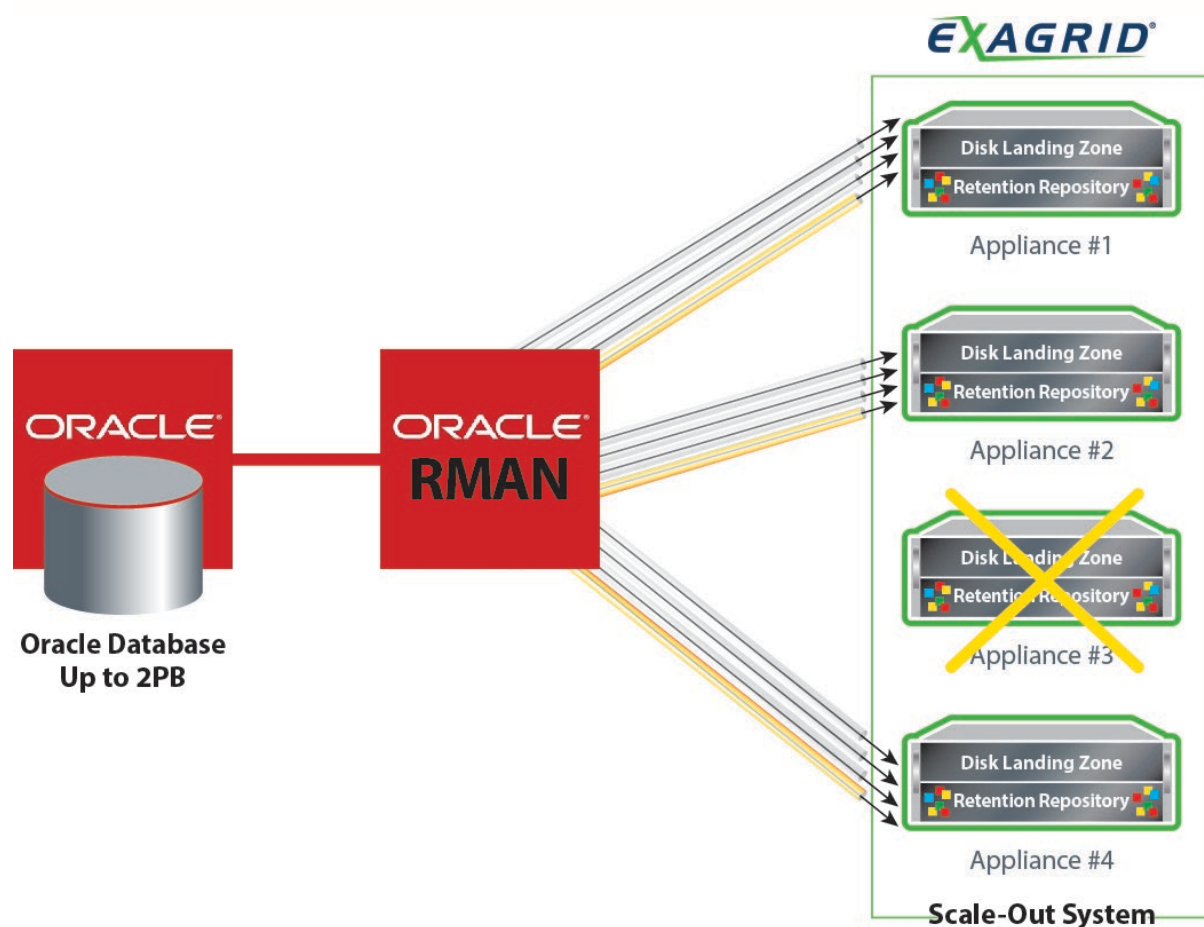 EXAGRID®
Disk Landing Zone
Retention Repository
Appliance #1
Disk Landing Zone
Retention Repository
Appliance #2
Disk Landing Zone
Retention Repository
Appliance #3
Disk Landing Zone
Retention Repository
Appliance #4
Scale-Out System
ORACLE®
Oracle Database
Up to 2PB
ORACLE®
RMAN